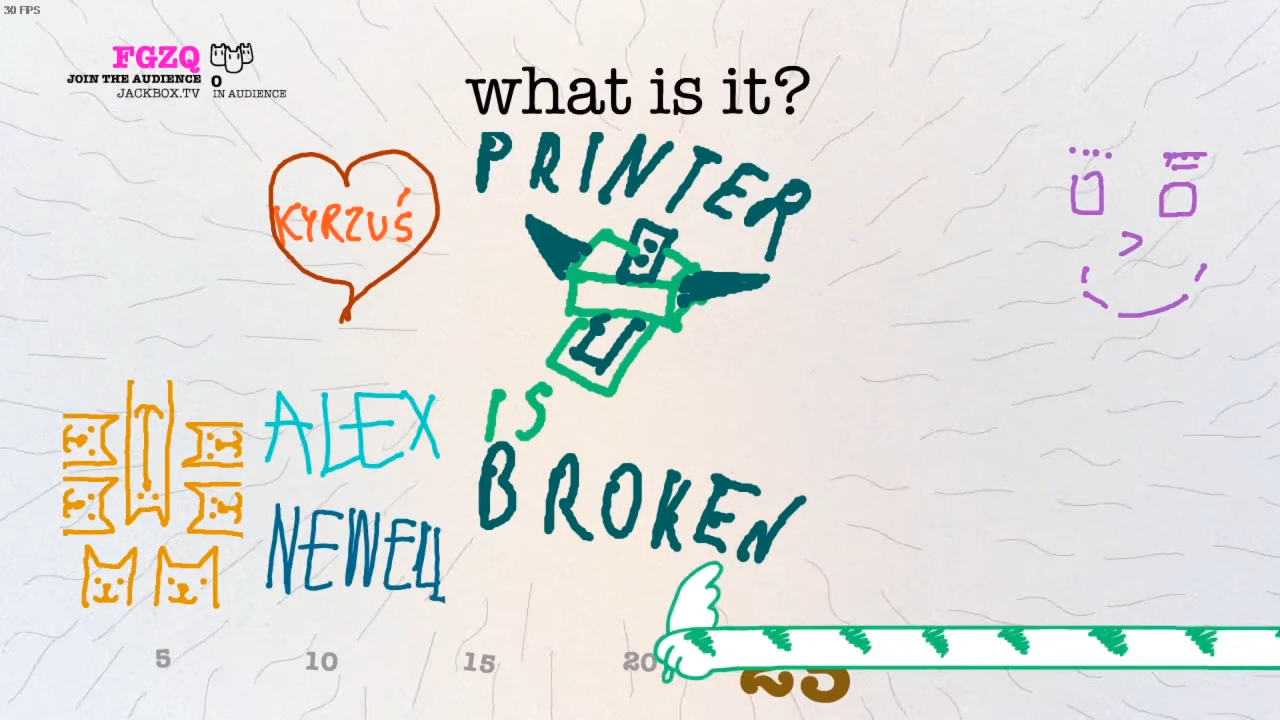 30 FPS
FGZQ
JOIN THE AUDIENCE
JACKBOX.TV
0
IN AUDIENCE
what is it?
PRINTER
KYRZUŚ
IS
BROKEN
ALEX
NEWELL
5
10
15
20
25